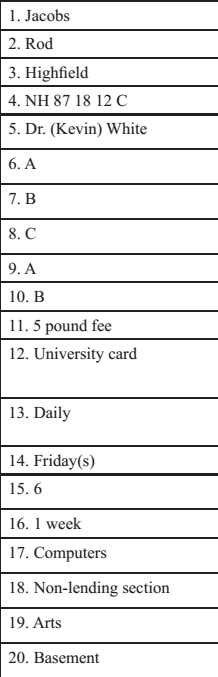 1. Jacobs
2. Rod
3. Highfield
4. NH 87 18 12 C
5. Dr. (Kevin) White
6. A
7. B
8. C
9. A
10. B
11. 5 pound fee
12. University card
13. Daily
14. Friday(s)
15. 6
16. 1 week
17. Computers
18. Non-lending section
19. Arts
20. Basement